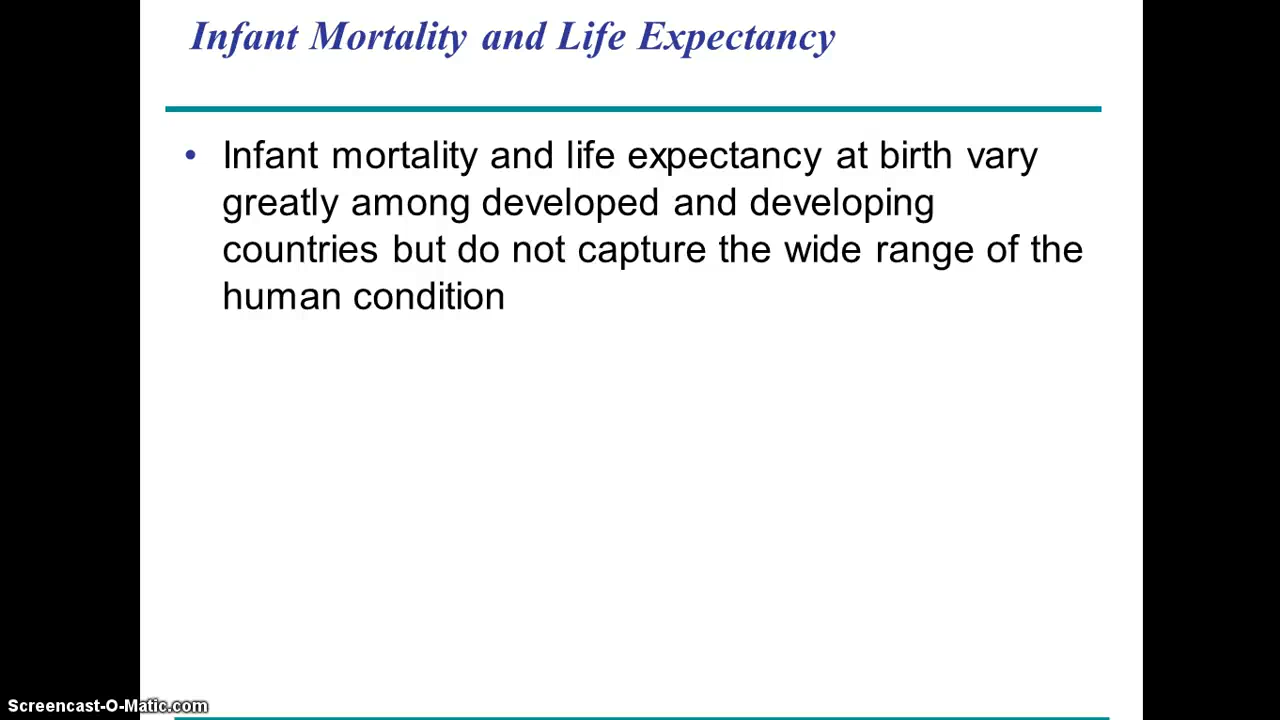 Infant Mortality and Life Expectancy
• Infant mortality and life expectancy at birth vary
greatly among developed and developing
countries but do not capture the wide range of the
human condition
Screencast-O-Matic.com